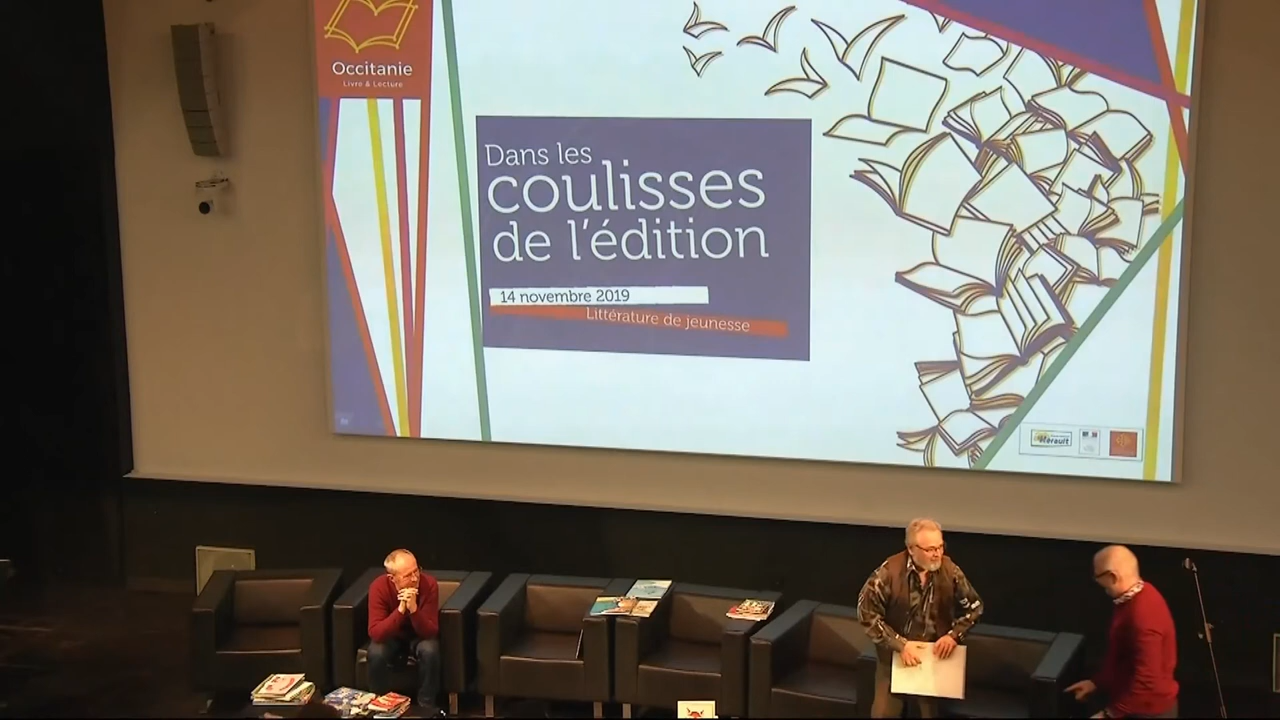 Occitanie
Livre & Lecture
Dans les
coulisses
de l'édition
14 novembre 2019
Littérature de jeunesse
Hérault